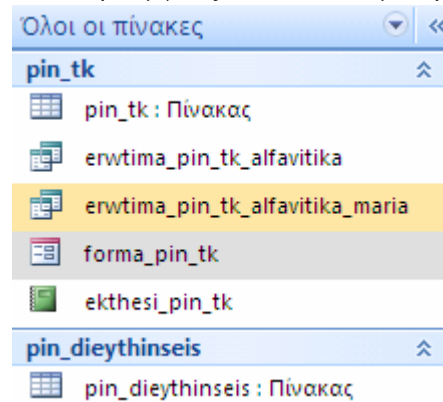 Όλοι οι πίνακες
pin_tk
pin_tk : Πίνακας
erwtima_pin_tk_alfavitika
erwtima_pin_tk_alfavitika_maria
forma_pin_tk
ekthesi_pin_tk
pin_dieythinseis
pin_dieythinseis : Πίνακας